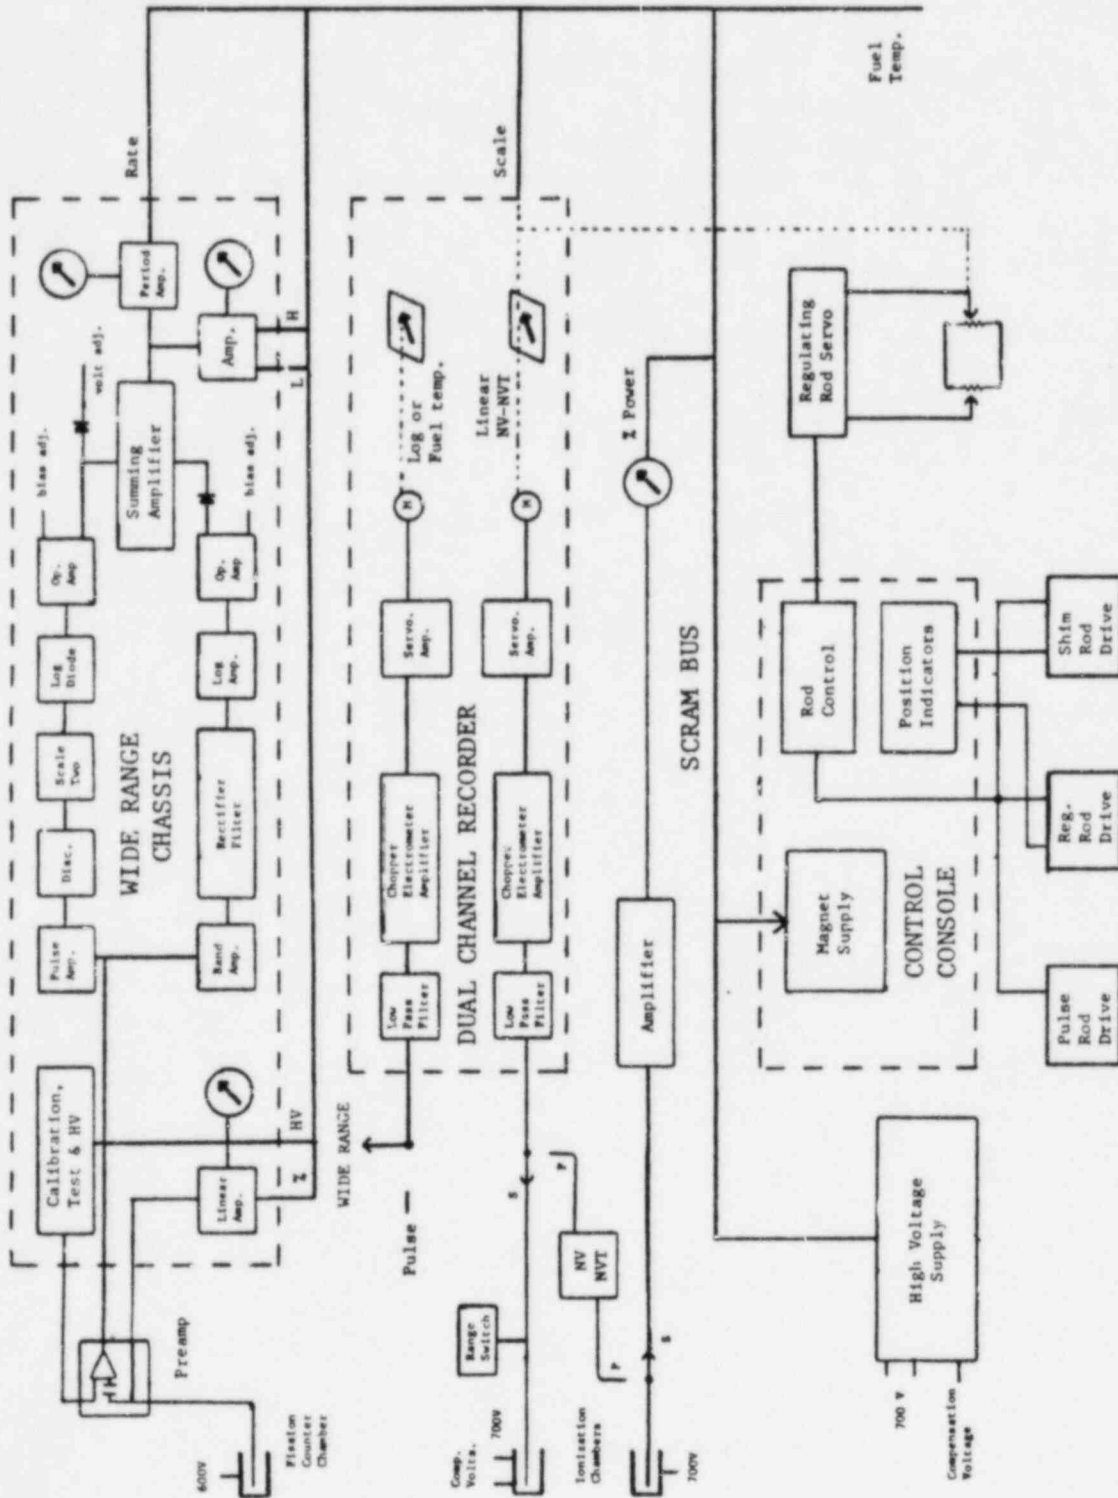 Fuel
Temp.
Rate
Scale
Period
Amp.
volt adj.
Amp.
H
L
bias adj.
Summing
Amplifier
bias adj.
Op.
Amp
Op.
Amp
Log
Diode
Log
Amp.
Scale
Two
Rectifier
Filter
Disc.
WIDE RANGE
CHASSIS
Pulse
Amp.
Band
Amp.
Calibration,
Test & HV
Linear
Amp.
HV
%
Preamp
600V
Fission
Counter
Chamber
Log or
Fuel temp.
Linear
NV-NVT
M
M
Servo.
Amp.
Servo.
Amp.
DUAL CHANNEL RECORDER
Chopper
Electrometer
Amplifier
Chopper
Electrometer
Amplifier
Low
Pass
Filter
Low
Pass
Filter
WIDE RANGE
Pulse
S
P
NV
NVT
P
S
Range
Switch
Comp.
Volts.
700V
Ionization
Chambers
700V
% Power
Amplifier
SCRAM BUS
Regulating
Rod Servo
Rod
Control
Position
Indicators
Magnet
Supply
CONTROL
CONSOLE
Shim
Rod
Drive
Reg.
Rod
Drive
Pulse
Rod
Drive
High Voltage
Supply
700 V
Compensation
Voltage